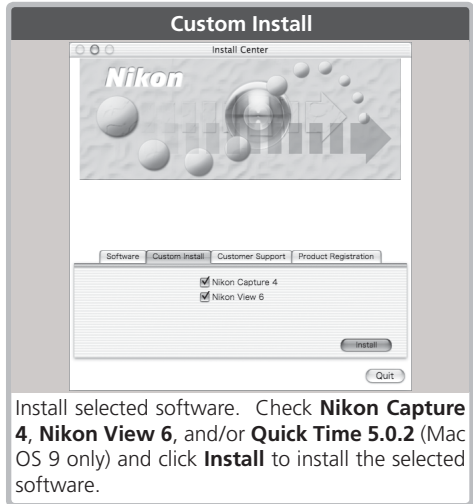 Custom Install
Install Center
Nikon
Software Custom Install Customer Support Product Registration
Nikon Capture 4
Nikon View 6
Install
Quit
Install selected software. Check Nikon Capture
4, Nikon View 6, and/or Quick Time 5.0.2 (Mac
OS 9 only) and click Install to install the selected
software.